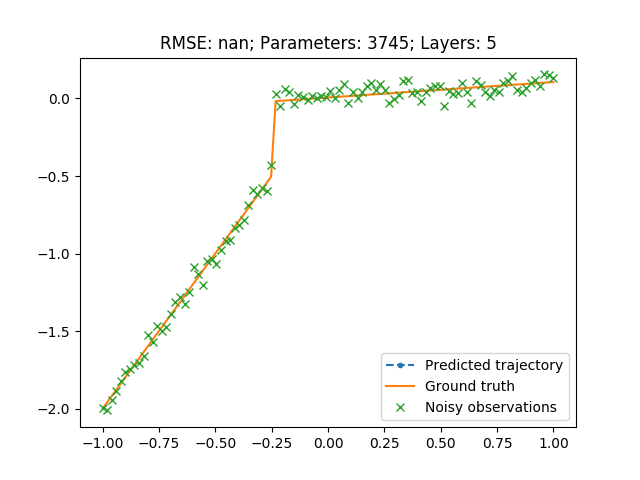 RMSE: nan; Parameters: 3745; Layers: 5
0.0
−0.5
−1.0
−1.5
−2.0
Predicted trajectory
Ground truth
Noisy observations
−1.00 −0.75 −0.50 −0.25 0.00 0.25 0.50 0.75 1.00